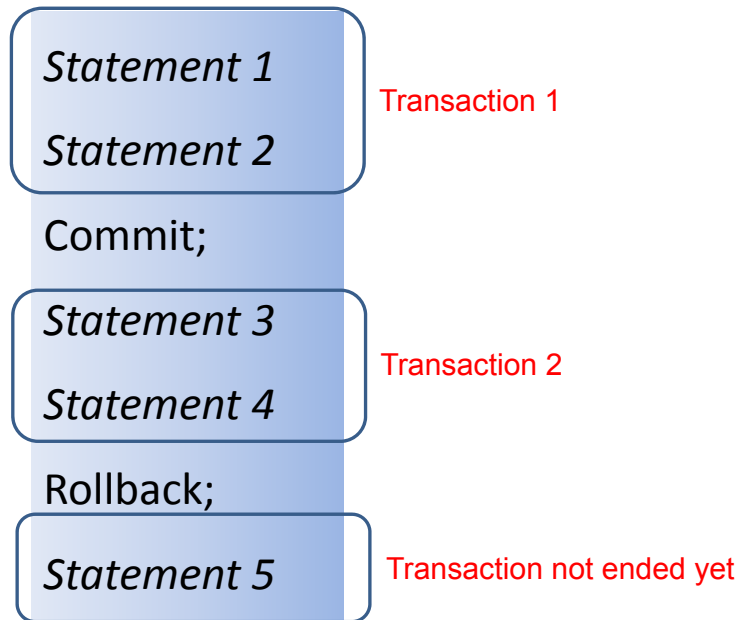 Statement 1
Transaction 1
Statement 2
Commit;
Statement 3
Transaction 2
Statement 4
Rollback;
Statement 5
Transaction not ended yet